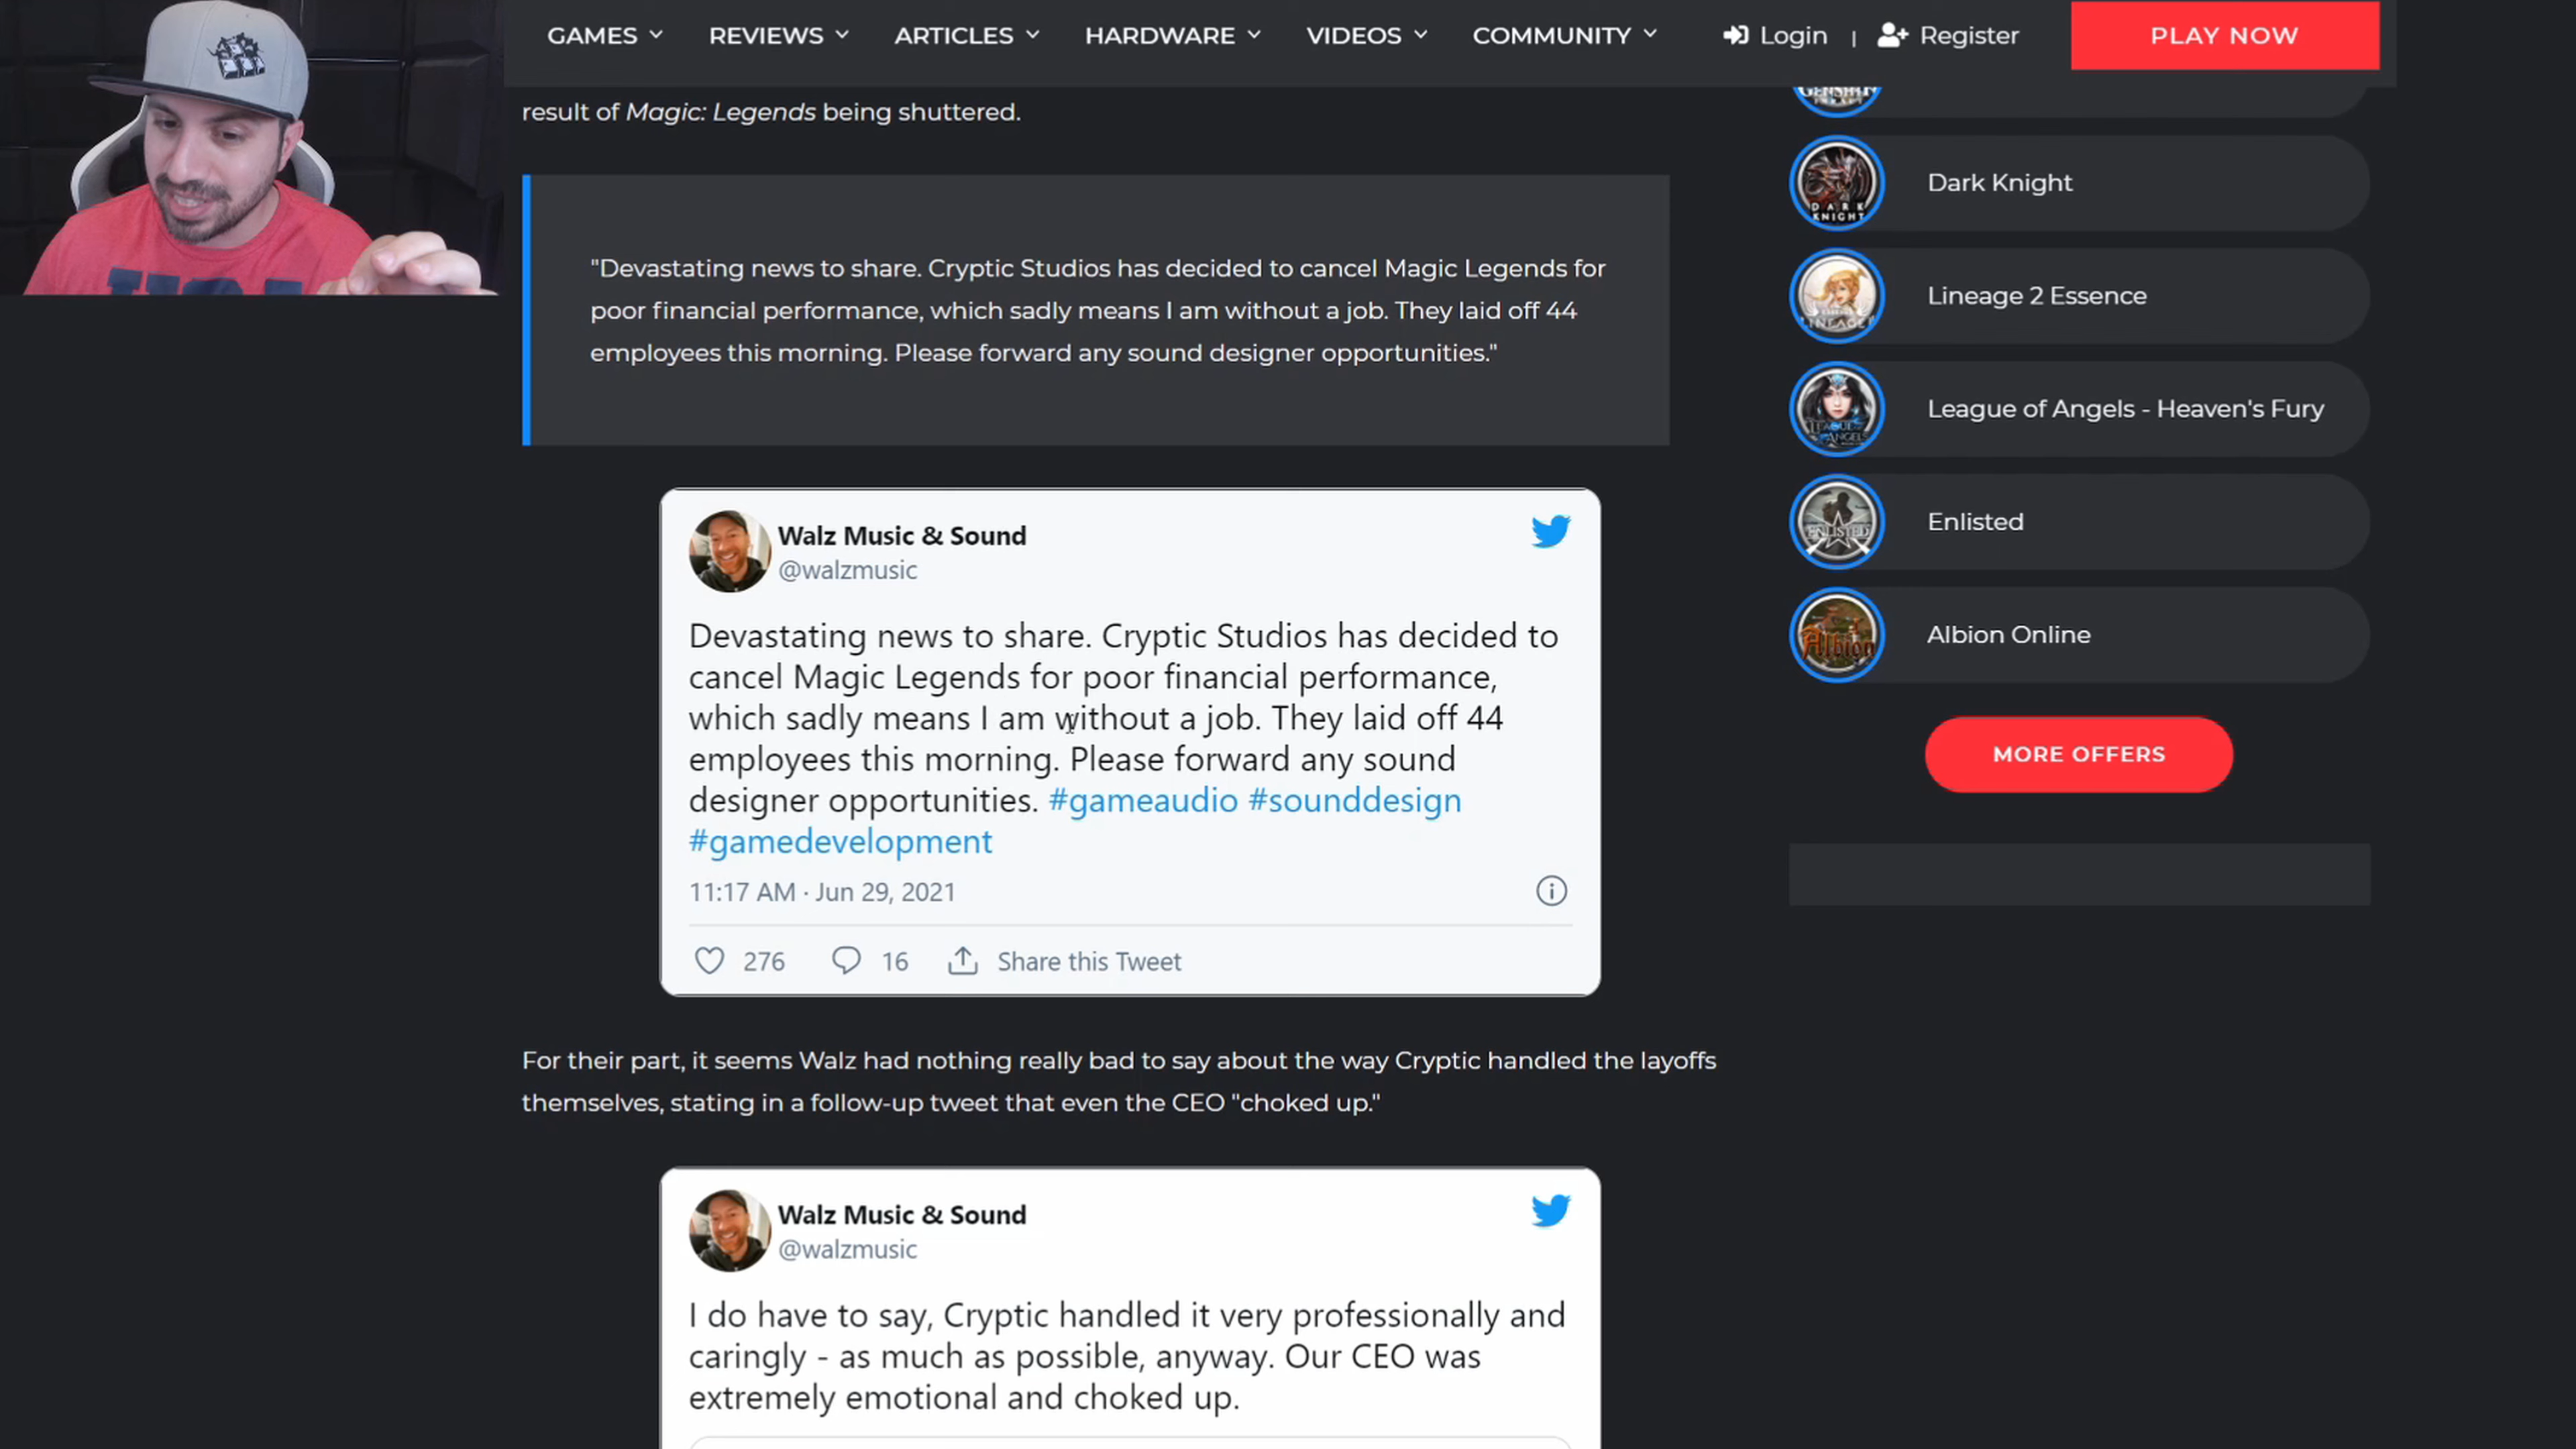 GAMES REVIEWS ARTICLES HARDWARE VIDEOS COMMUNITY Login | Register PLAY NOW
result of Magic: Legends being shuttered.
"Devastating news to share. Cryptic Studios has decided to cancel Magic Legends for
poor financial performance, which sadly means I am without a job. They laid off 44
employees this morning. Please forward any sound designer opportunities."
Walz Music & Sound
@walzmusic
Devastating news to share. Cryptic Studios has decided to
cancel Magic Legends for poor financial performance,
which sadly means I am without a job. They laid off 44
employees this morning. Please forward any sound
designer opportunities. #gameaudio #sounddesign
#gamedevelopment
11:17 AM · Jun 29, 2021
276 16 Share this Tweet
For their part, it seems Walz had nothing really bad to say about the way Cryptic handled the layoffs
themselves, stating in a follow-up tweet that even the CEO "choked up."
Walz Music & Sound
@walzmusic
I do have to say, Cryptic handled it very professionally and
caringly - as much as possible, anyway. Our CEO was
extremely emotional and choked up.
GENSHIN
DARK
KNIGHT
Dark Knight
Lineage 2 Essence
LEAGUE
ANGELS
League of Angels - Heaven's Fury
ENLISTED
Enlisted
Albion
Albion Online
MORE OFFERS